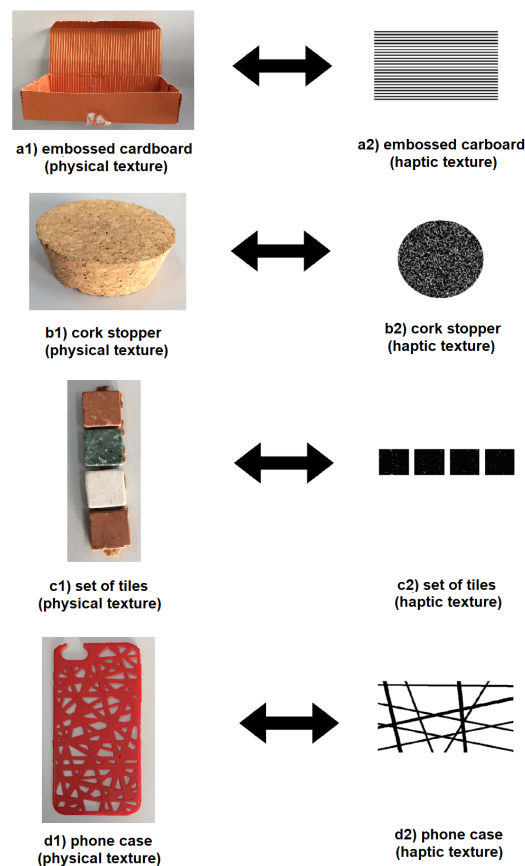 a1) embossed cardboard
(physical texture)
a2) embossed carboard
(haptic texture)
b1) cork stopper
(physical texture)
b2) cork stopper
(haptic texture)
c1) set of tiles
(physical texture)
c2) set of tiles
(haptic texture)
d1) phone case
(physical texture)
d2) phone case
(haptic texture)